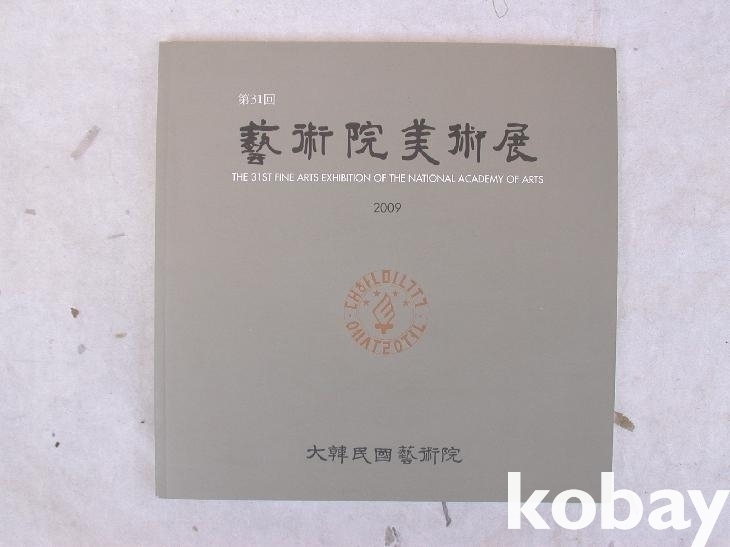 第31回
藝術院美術展
THE 31ST FINE ARTS EXHIBITION OF THE NATIONAL ACADEMY OF ARTS
2009
大韓民國藝術院
kobay